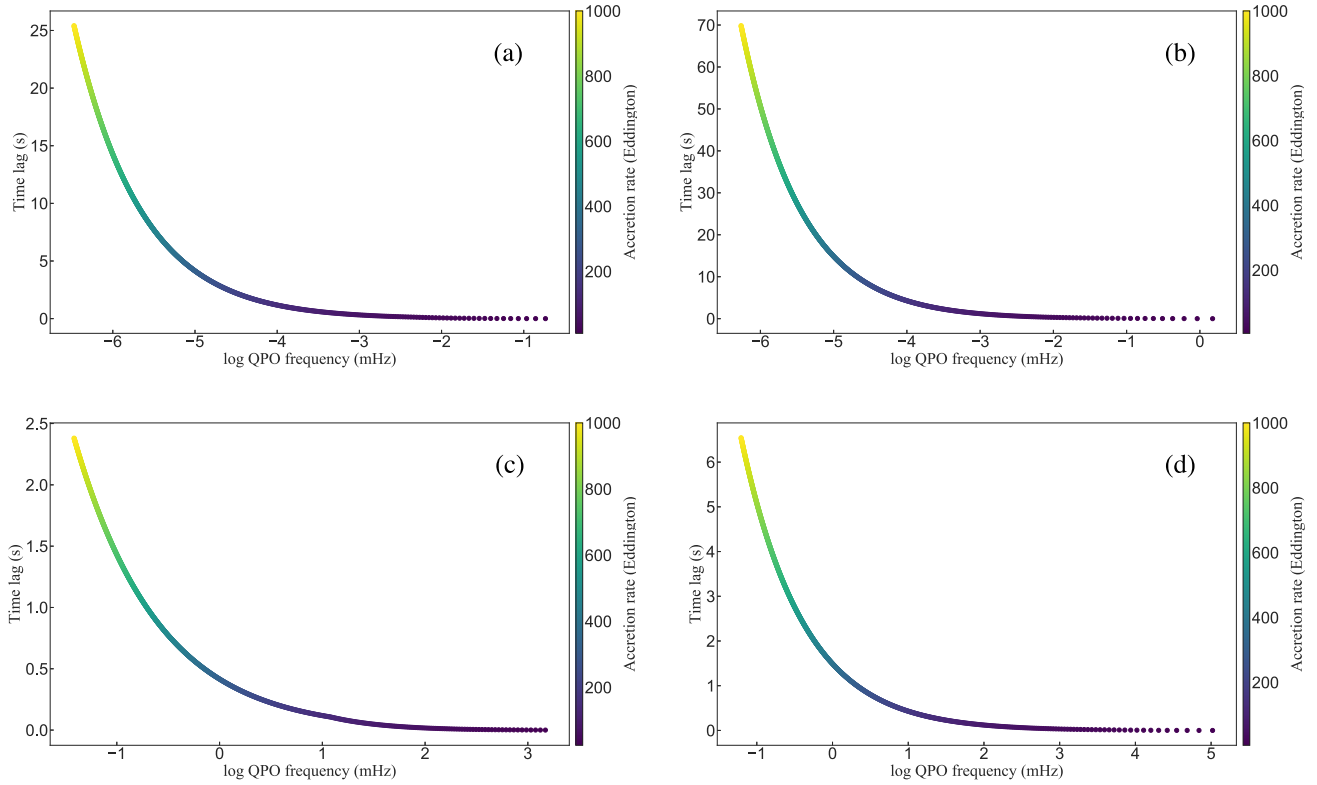 (a)
25
20
15
10
5
0
Time lag (s)
−6 −5 −4 −3 −2 −1
log QPO frequency (mHz)
1000
800
600
400
200
Accretion rate (Eddington)
(b)
70
60
50
40
30
20
10
0
Time lag (s)
−6 −5 −4 −3 −2 −1 0
log QPO frequency (mHz)
1000
800
600
400
200
Accretion rate (Eddington)
(c)
2.5
2.0
1.5
1.0
0.5
0.0
Time lag (s)
−1 0 1 2 3
log QPO frequency (mHz)
1000
800
600
400
200
Accretion rate (Eddington)
(d)
6
5
4
3
2
1
0
Time lag (s)
−1 0 1 2 3 4 5
log QPO frequency (mHz)
1000
800
600
400
200
Accretion rate (Eddington)